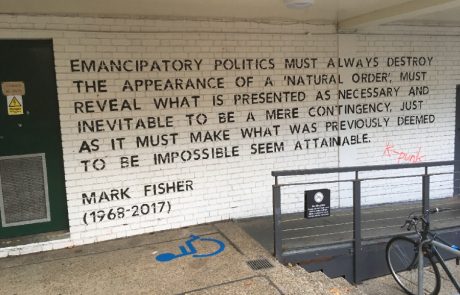 EMANCIPATORY POLITICS MUST ALWAYS DESTROY
THE APPEARANCE OF A 'NATURAL ORDER', MUST
REVEAL WHAT IS PRESENTED AS NECESSARY AND
INEVITABLE TO BE A MERE CONTINGENCY, JUST
AS IT MUST MAKE WHAT WAS PREVIOUSLY DEEMED
TO BE IMPOSSIBLE SEEM ATTAINABLE.
K-punk
MARK FISHER
(1968-2017)